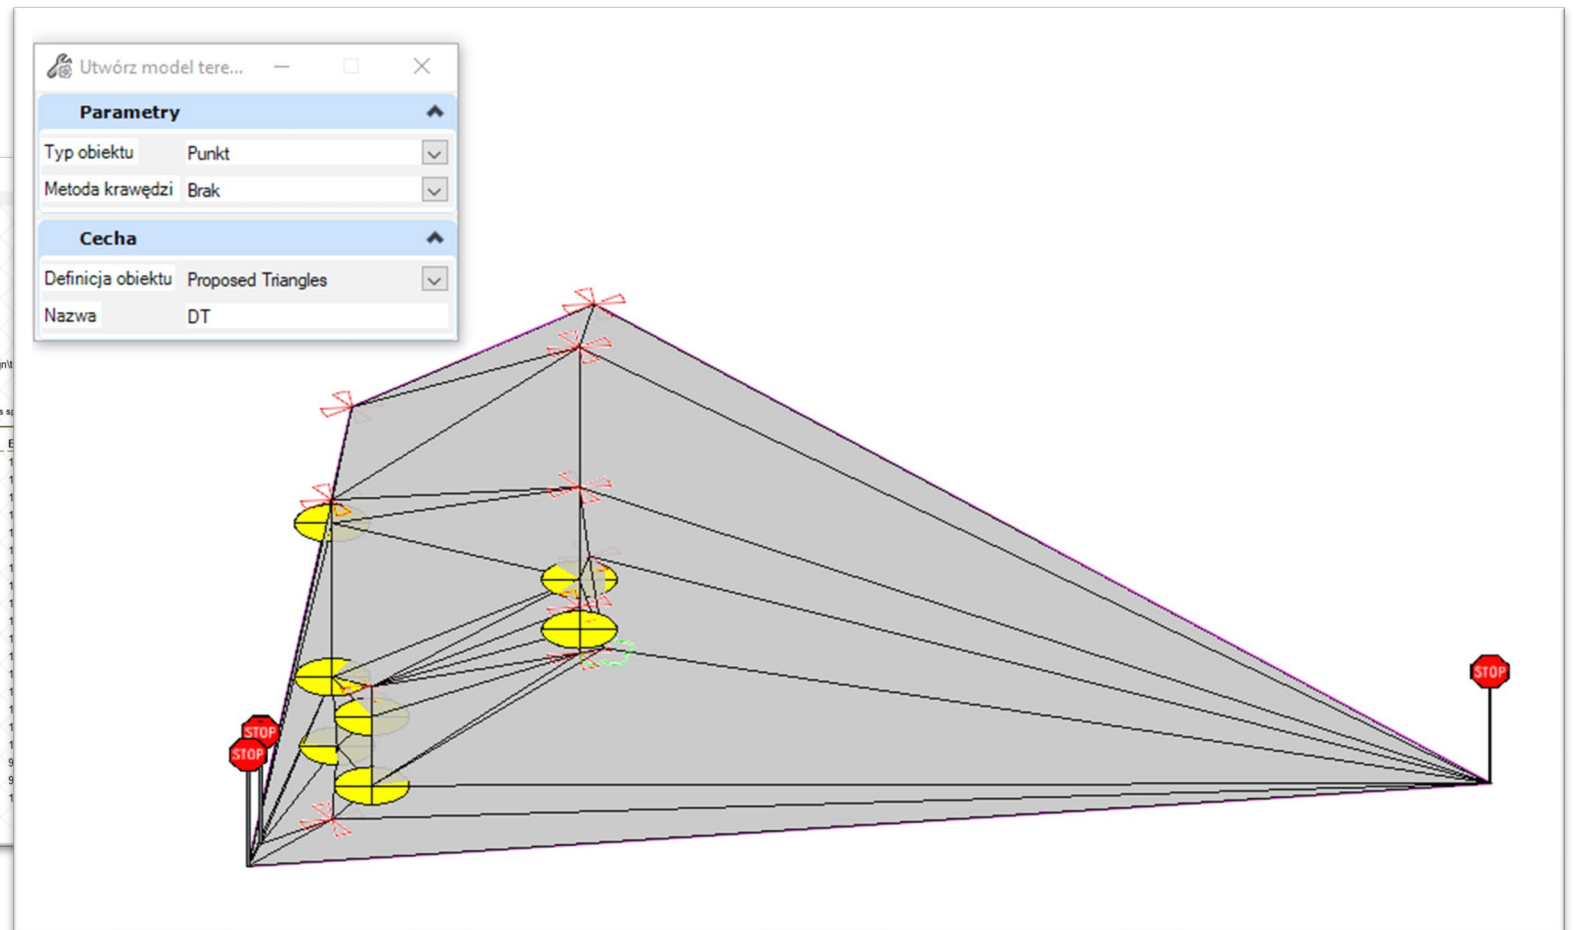 Utwórz model tere...
Parametry
Typ obiektu Punkt
Metoda krawędzi Brak
Cecha
Definicja obiektu Proposed Triangles
Nazwa DT
STOP
STOP
STOP